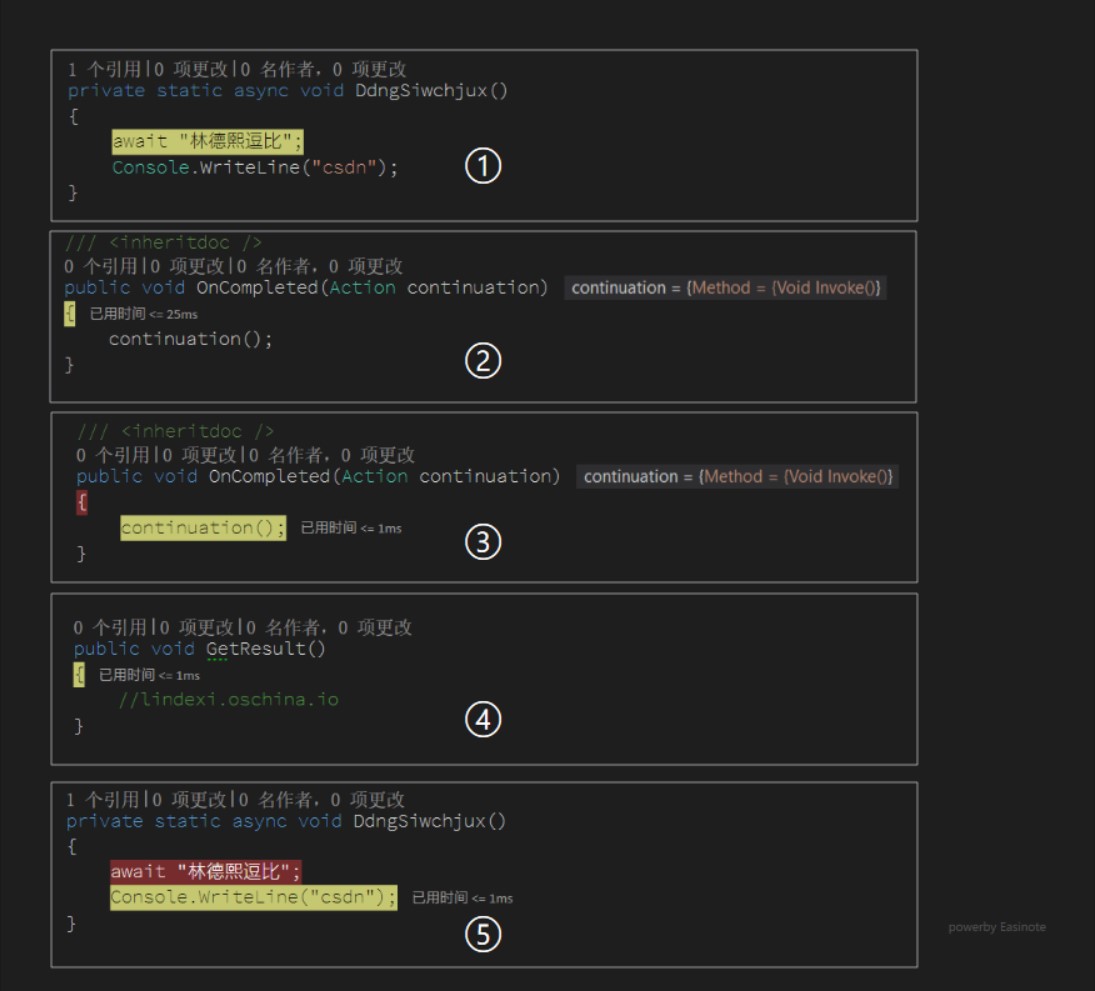 1 个引用|0 项更改|0 名作者，0 项更改
private static async void DdngSiwchjux()
{
await "林德熙逗比";
Console.WriteLine("csdn");
}
①
/// <inheritdoc />
0 个引用|0 项更改|0 名作者，0 项更改
public void OnCompleted(Action continuation) continuation = {Method = {Void Invoke()}
{ 已用时间 <= 25ms
continuation();
}
②
/// <inheritdoc />
0 个引用|0 项更改|0 名作者，0 项更改
public void OnCompleted(Action continuation) continuation = {Method = {Void Invoke()}
{
continuation(); 已用时间 <= 1ms
}
③
0 个引用|0 项更改|0 名作者，0 项更改
public void GetResult()
{ 已用时间 <= 1ms
//lindexi.oschina.io
}
④
1 个引用|0 项更改|0 名作者，0 项更改
private static async void DdngSiwchjux()
{
await "林德熙逗比";
Console.WriteLine("csdn"); 已用时间 <= 1ms
}
⑤
powerby Easinote